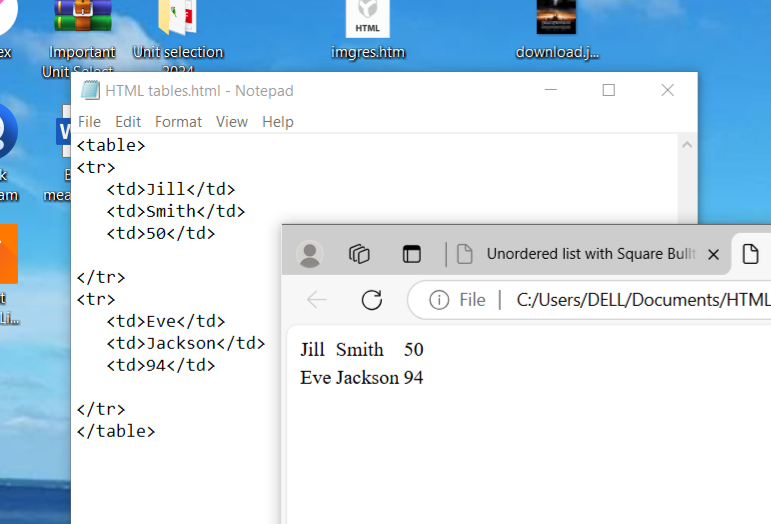 ex
Important
Unit Select...
Unit selection
2024
HTML
imgres.htm
download.j...
HTML tables.html - Notepad
File Edit Format View Help
<table>
<tr>
<td>Jill</td>
<td>Smith</td>
<td>50</td>
</tr>
<tr>
<td>Eve</td>
<td>Jackson</td>
<td>94</td>
</tr>
</table>
k
am
W
B
mea
t
Li...
Unordered list with Square Bull
File | C:/Users/DELL/Documents/HTML
Jill Smith 50
Eve Jackson 94